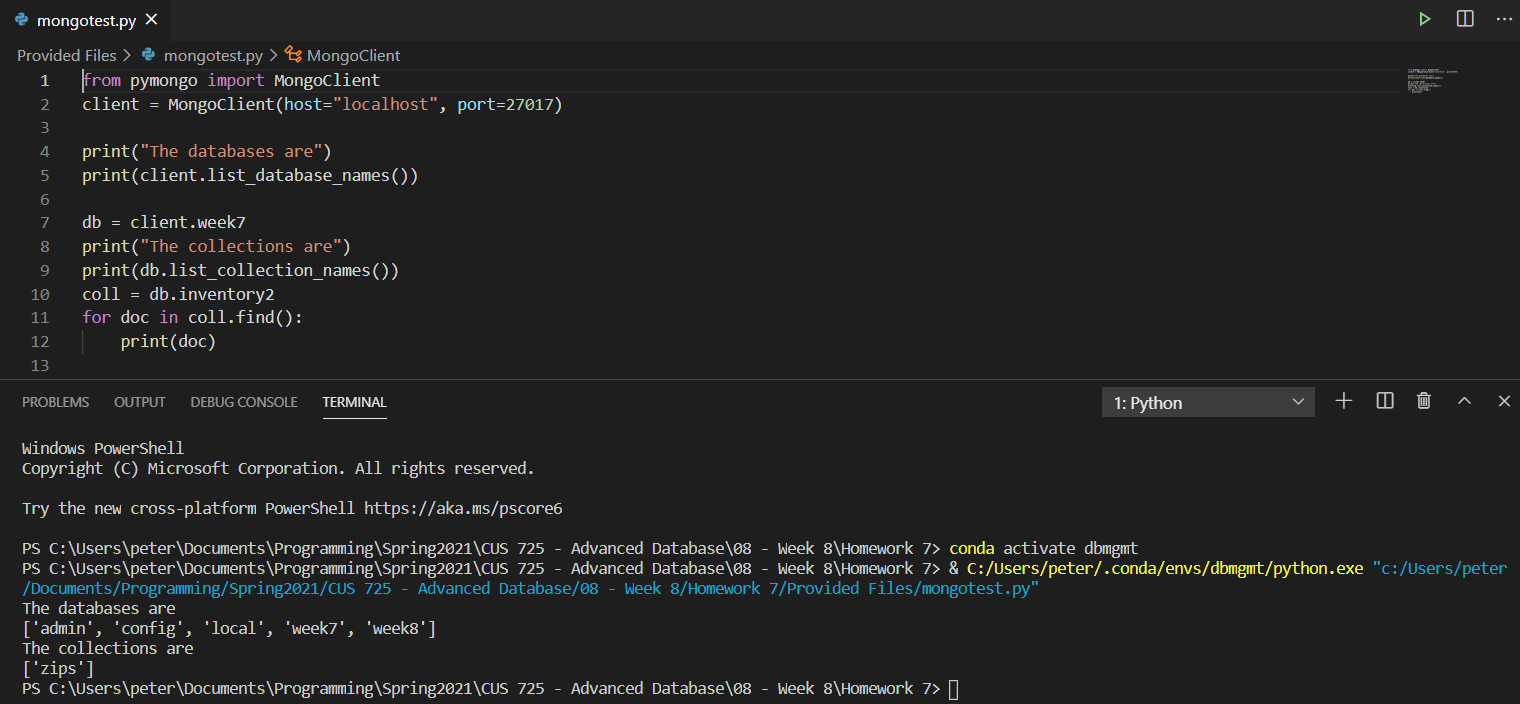 mongotest.py
Provided Files > mongotest.py > MongoClient
1 from pymongo import MongoClient
2 client = MongoClient(host="localhost", port=27017)
3
4 print("The databases are")
5 print(client.list_database_names())
6
7 db = client.week7
8 print("The collections are")
9 print(db.list_collection_names())
10 coll = db.inventory2
11 for doc in coll.find():
12     print(doc)
13
PROBLEMS OUTPUT DEBUG CONSOLE TERMINAL 1: Python
Windows PowerShell
Copyright (C) Microsoft Corporation. All rights reserved.
Try the new cross-platform PowerShell https://aka.ms/pscore6
PS C:\Users\peter\Documents\Programming\Spring2021\CUS 725 - Advanced Database\08 - Week 8\Homework 7> conda activate dbmgmt
PS C:\Users\peter\Documents\Programming\Spring2021\CUS 725 - Advanced Database\08 - Week 8\Homework 7> & C:/Users/peter/.conda/envs/dbmgmt/python.exe "c:/Users/peter
/Documents/Programming/Spring2021/CUS 725 - Advanced Database/08 - Week 8/Homework 7/Provided Files/mongotest.py"
The databases are
['admin', 'config', 'local', 'week7', 'week8']
The collections are
['zips']
PS C:\Users\peter\Documents\Programming\Spring2021\CUS 725 - Advanced Database\08 - Week 8\Homework 7>